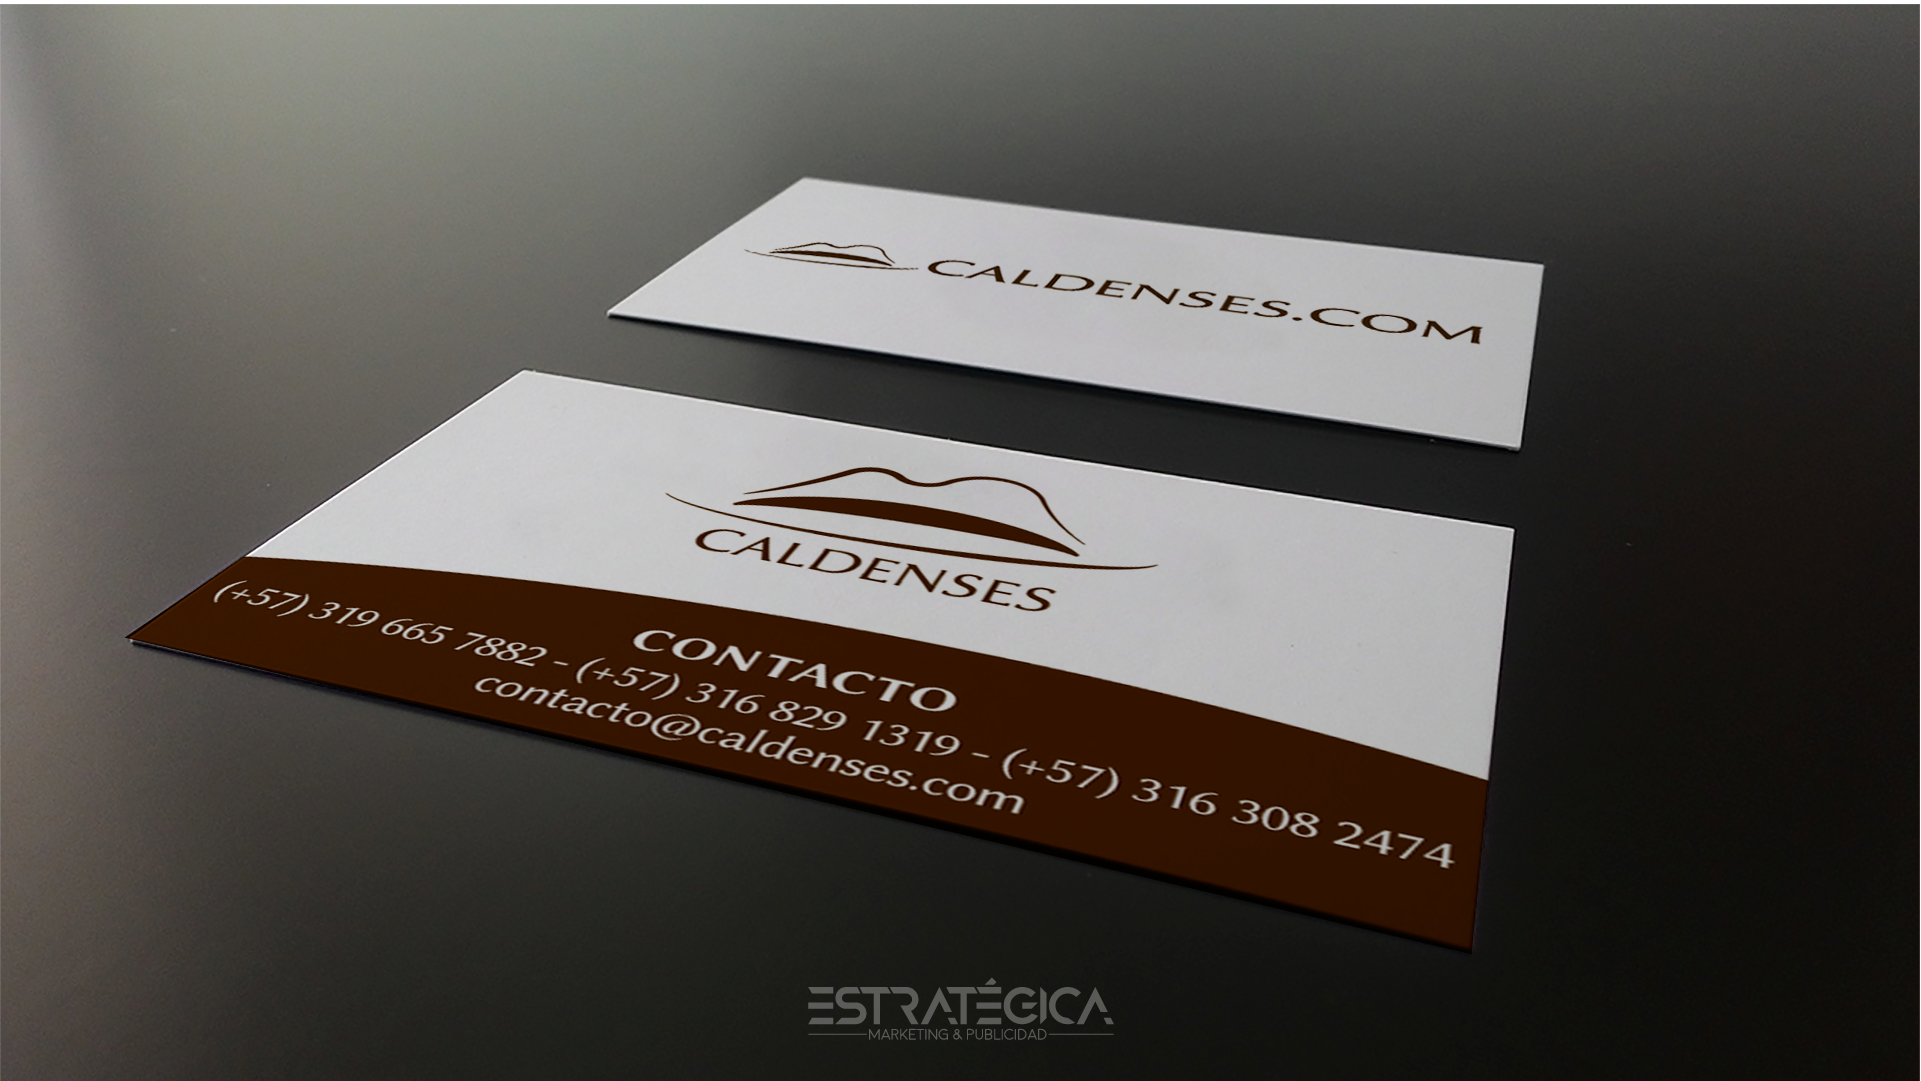 CALDENSES.COM
CALDENSES
CONTACTO
(+57) 319 665 7882 - (+57) 316 829 1319 - (+57) 316 308 2474
contacto@caldenses.com
ESTRATÉGICA
MARKETING & PUBLICIDAD